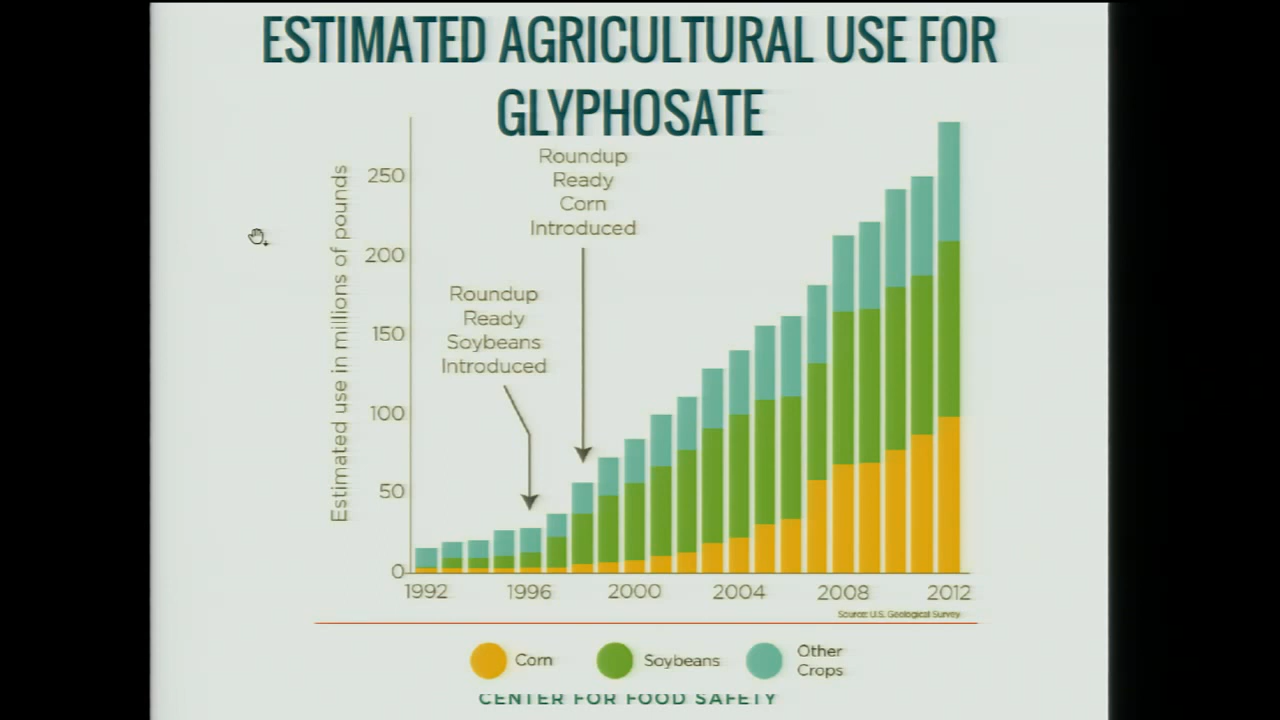 ESTIMATED AGRICULTURAL USE FOR
GLYPHOSATE
Estimated use in millions of pounds
250
200
150
100
50
0
Roundup
Ready
Corn
Introduced
Roundup
Ready
Soybeans
Introduced
1992 1996 2000 2004 2008 2012
Source: U.S. Geological Survey
Corn
Soybeans
Other
Crops
CENTER FOR FOOD SAFETY